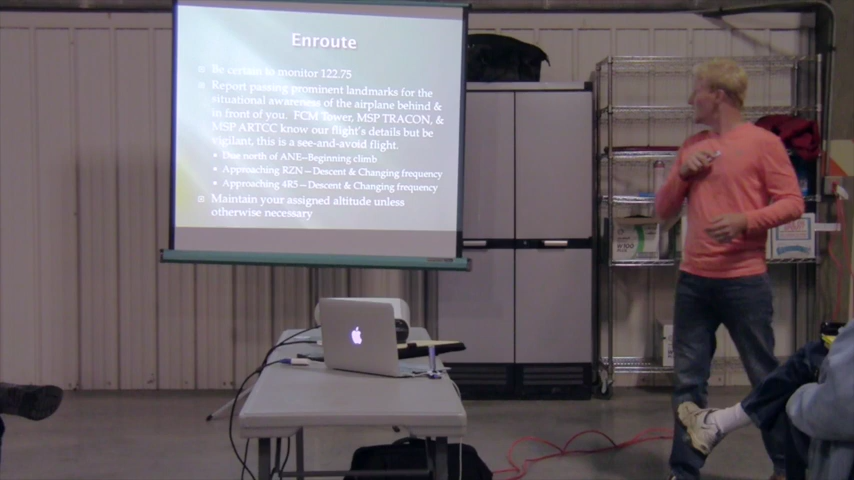 Enroute
Be certain to monitor 122.75
Report passing prominent landmarks for the
situational awareness of the airplane behind &
in front of you. FCM Tower, MSP TRACON, &
MSP ARTCC know our flight's details but be
vigilant, this is a see-and-avoid flight.
Due north of ANE—Beginning climb
Approaching RZN—Descent & Changing frequency
Approaching 4R5—Descent & Changing frequency
Maintain your assigned altitude unless
otherwise necessary